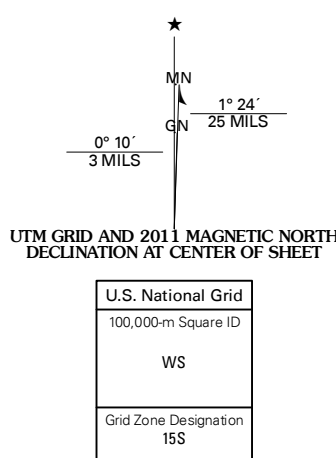 ★
MN
1° 24´
25 MILS
GN
0° 10´
3 MILS
UTM GRID AND 2011 MAGNETIC NORTH
DECLINATION AT CENTER OF SHEET
U.S. National Grid
100,000-m Square ID
WS
Grid Zone Designation
15S